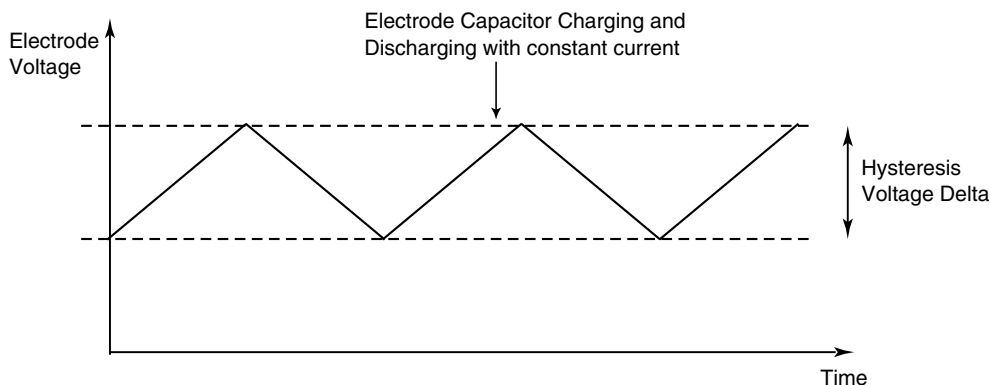 Electrode Capacitor Charging and
Discharging with constant current
Electrode
Voltage
Hysteresis
Voltage Delta
Time